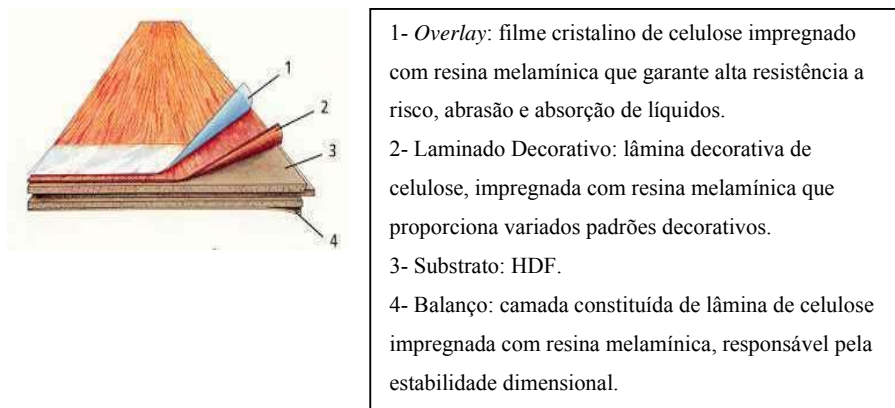 1
2
3
4
1- Overlay: filme cristalino de celulose impregnado
com resina melamínica que garante alta resistência a
risco, abrasão e absorção de líquidos.
2- Laminado Decorativo: lâmina decorativa de
celulose, impregnada com resina melamínica que
proporciona variados padrões decorativos.
3- Substrato: HDF.
4- Balanço: camada constituída de lâmina de celulose
impregnada com resina melamínica, responsável pela
estabilidade dimensional.